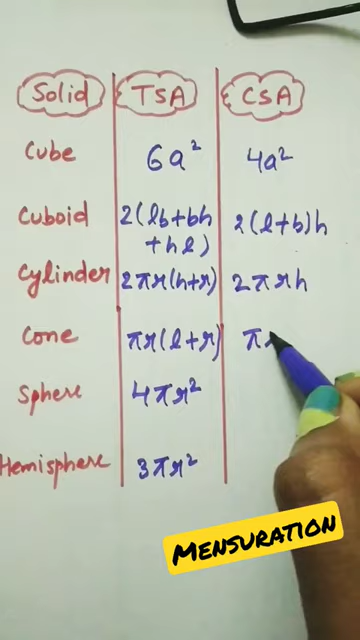 Solid TSA CSA
Cube 6a² 4a²
Cuboid 2(lb+bh 2(l+b)h
+hl)
Cylinder 2πr(h+r) 2πrh
Cone πr(l+r) πr
Sphere 4πr²
Hemisphere 3πr²
MENSURATION